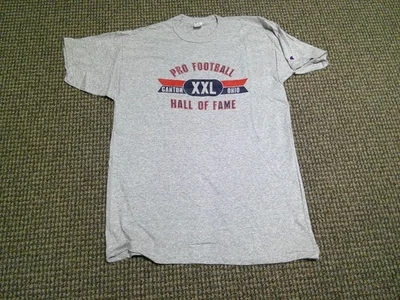 PRO FOOTBALL
CANTON XXL OHIO
HALL OF FAME